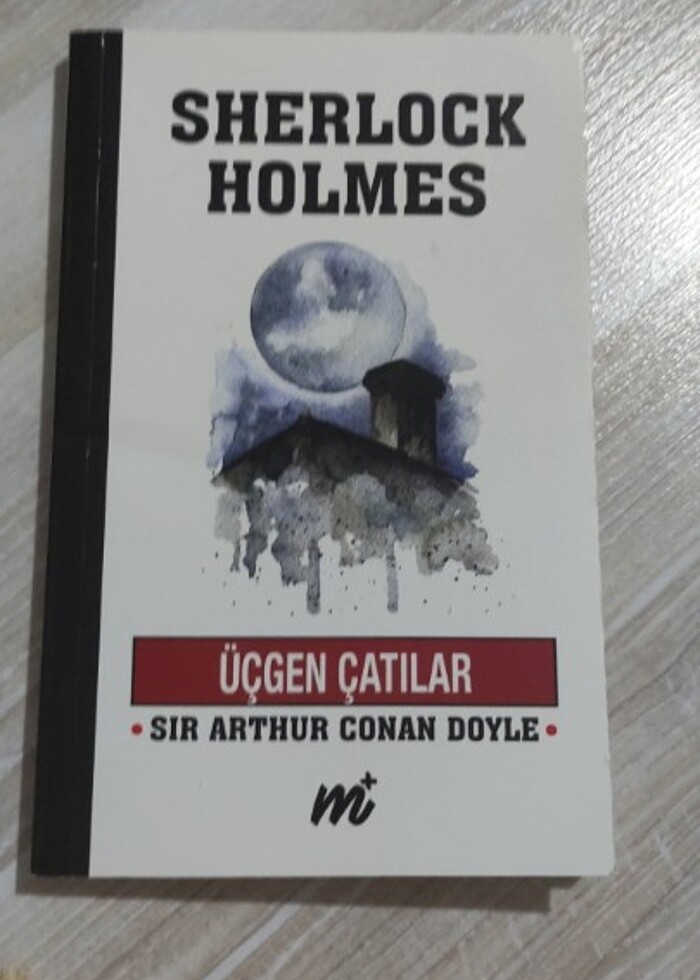 SHERLOCK
HOLMES
ÜÇGEN ÇATILAR
• SIR ARTHUR CONAN DOYLE •
m+